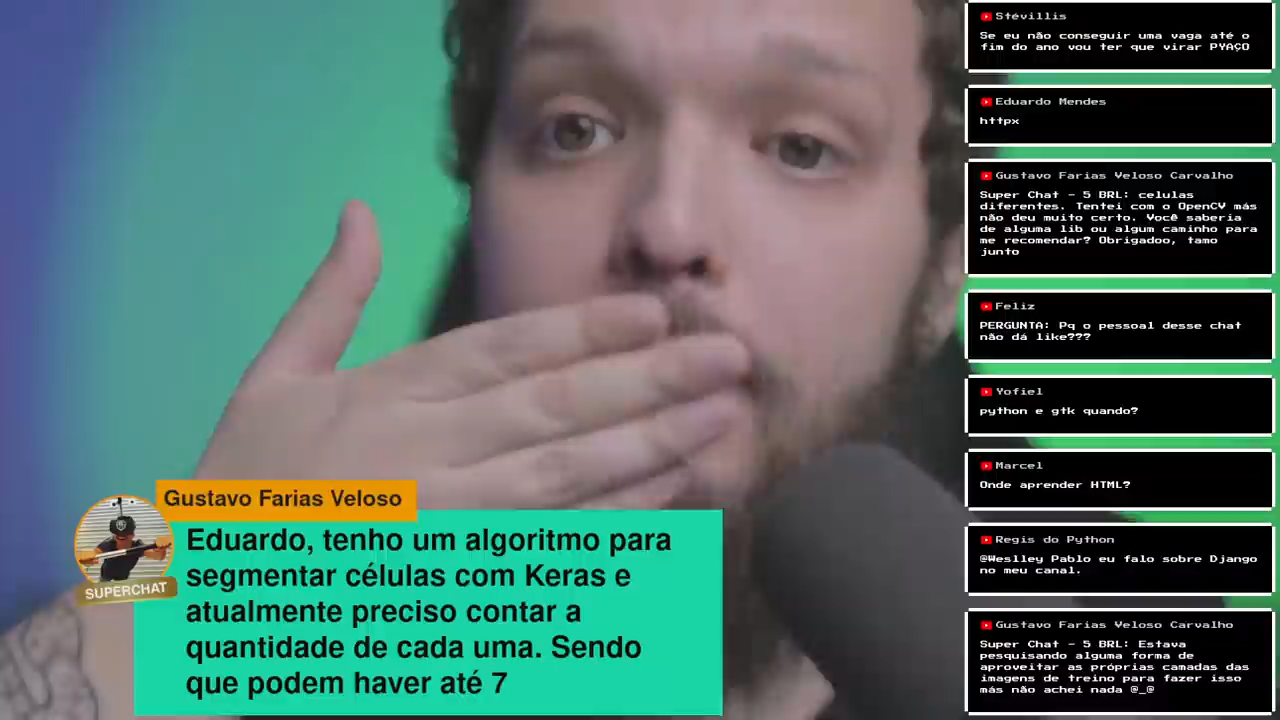 Gustavo Farias Veloso
Eduardo, tenho um algoritmo para
segmentar células com Keras e
atualmente preciso contar a
quantidade de cada uma. Sendo
que podem haver até 7
SUPERCHAT
Stévillis
Se eu não conseguir uma vaga até o
fim do ano vou ter que virar PYAÇO
Eduardo Mendes
httpx
Gustavo Farias Veloso Carvalho
Super Chat - 5 BRL: celulas
diferentes. Tentei com o OpenCV más
não deu muito certo. Você saberia
de alguma lib ou algum caminho para
me recomendar? Obrigadoo, tamo
junto
Feliz
PERGUNTA: Pq o pessoal desse chat
não dá like???
Yofiel
python e gtk quando?
Marcel
Onde aprender HTML?
Regis do Python
@Weslley Pablo eu falo sobre Django
no meu canal.
Gustavo Farias Veloso Carvalho
Super Chat - 5 BRL: Estava
pesquisando alguma forma de
aproveitar as próprias camadas das
imagens de treino para fazer isso
más não achei nada @_@